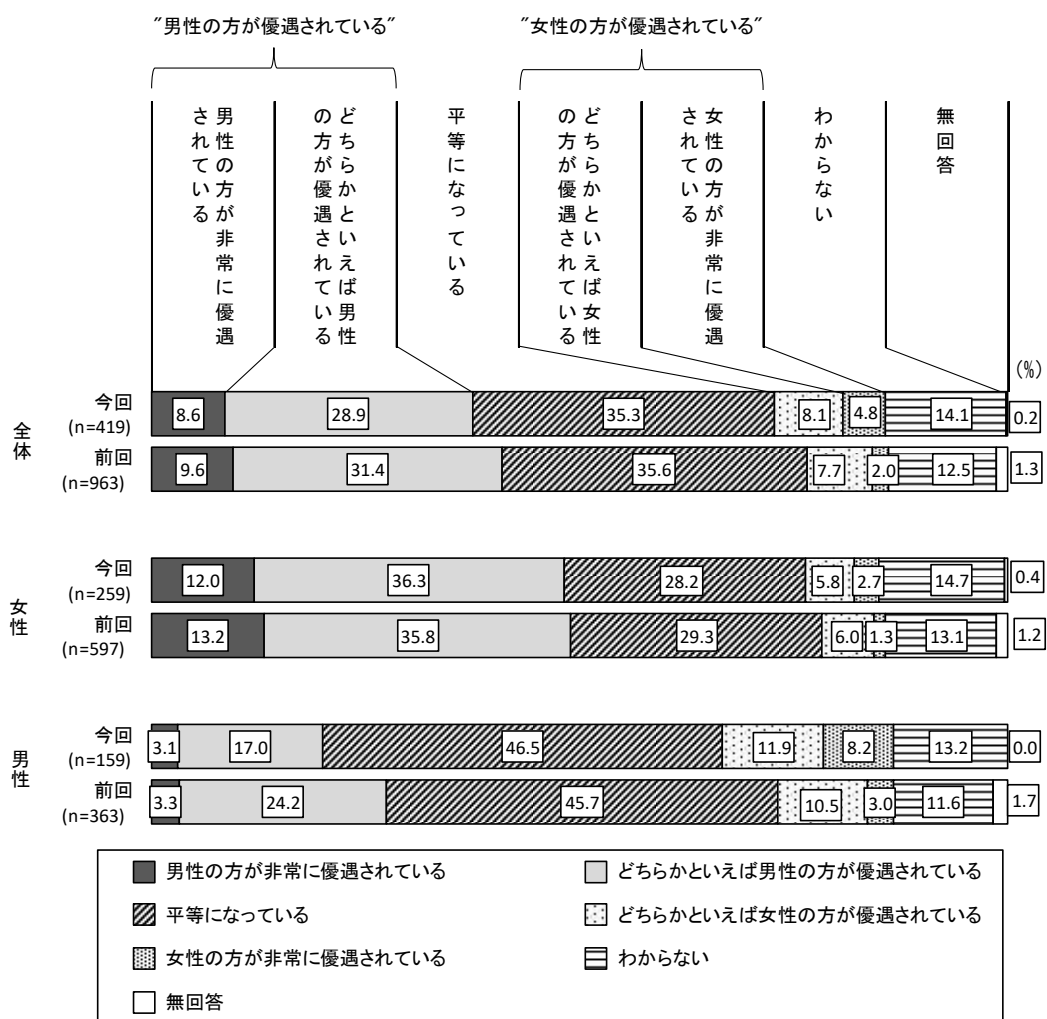 "男性の方が優遇されている"
"女性の方が優遇されている"
男性の方が非常に優遇
されている
どちらかといえば男性
の方が優遇されている
平等になっている
どちらかといえば女性
の方が優遇されている
女性の方が非常に優遇
されている
わからない
無回答
(%)
全体
今回
(n=419)
8.6
28.9
35.3
8.1
4.8
14.1
0.2
前回
(n=963)
9.6
31.4
35.6
7.7
2.0
12.5
1.3
女性
今回
(n=259)
12.0
36.3
28.2
5.8
2.7
14.7
0.4
前回
(n=597)
13.2
35.8
29.3
6.0
1.3
13.1
1.2
男性
今回
(n=159)
3.1
17.0
46.5
11.9
8.2
13.2
0.0
前回
(n=363)
3.3
24.2
45.7
10.5
3.0
11.6
1.7
男性の方が非常に優遇されている
どちらかといえば男性の方が優遇されている
平等になっている
どちらかといえば女性の方が優遇されている
女性の方が非常に優遇されている
わからない
無回答